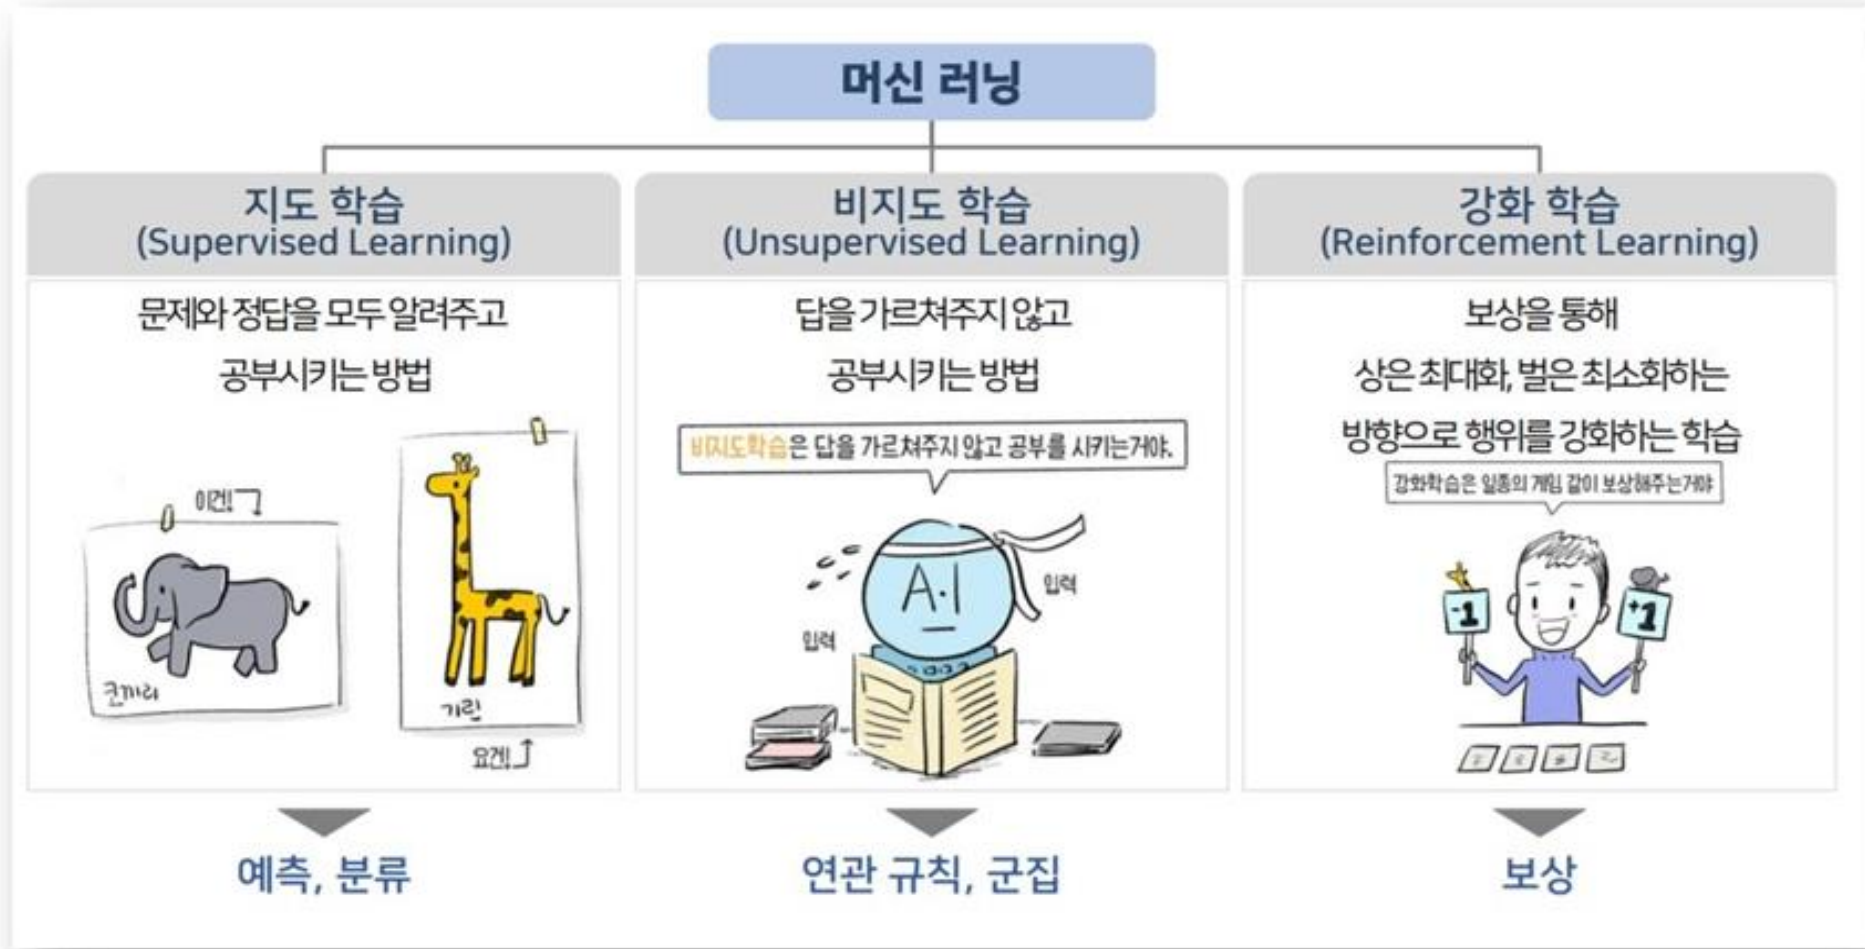 머신 러닝
지도 학습
(Supervised Learning)
문제와 정답을 모두 알려주고
공부시키는 방법
이건!
코끼리
기린
요건!
예측, 분류
비지도 학습
(Unsupervised Learning)
답을 가르쳐주지 않고
공부시키는 방법
비지도학습은 답을 가르쳐주지 않고 공부를 시키는거야.
A.I
입력
입력
연관 규칙, 군집
강화 학습
(Reinforcement Learning)
보상을 통해
상은 최대화, 벌은 최소화하는
방향으로 행위를 강화하는 학습
강화학습은 일종의 게임 같이 보상해주는거야
-1
+1
보상